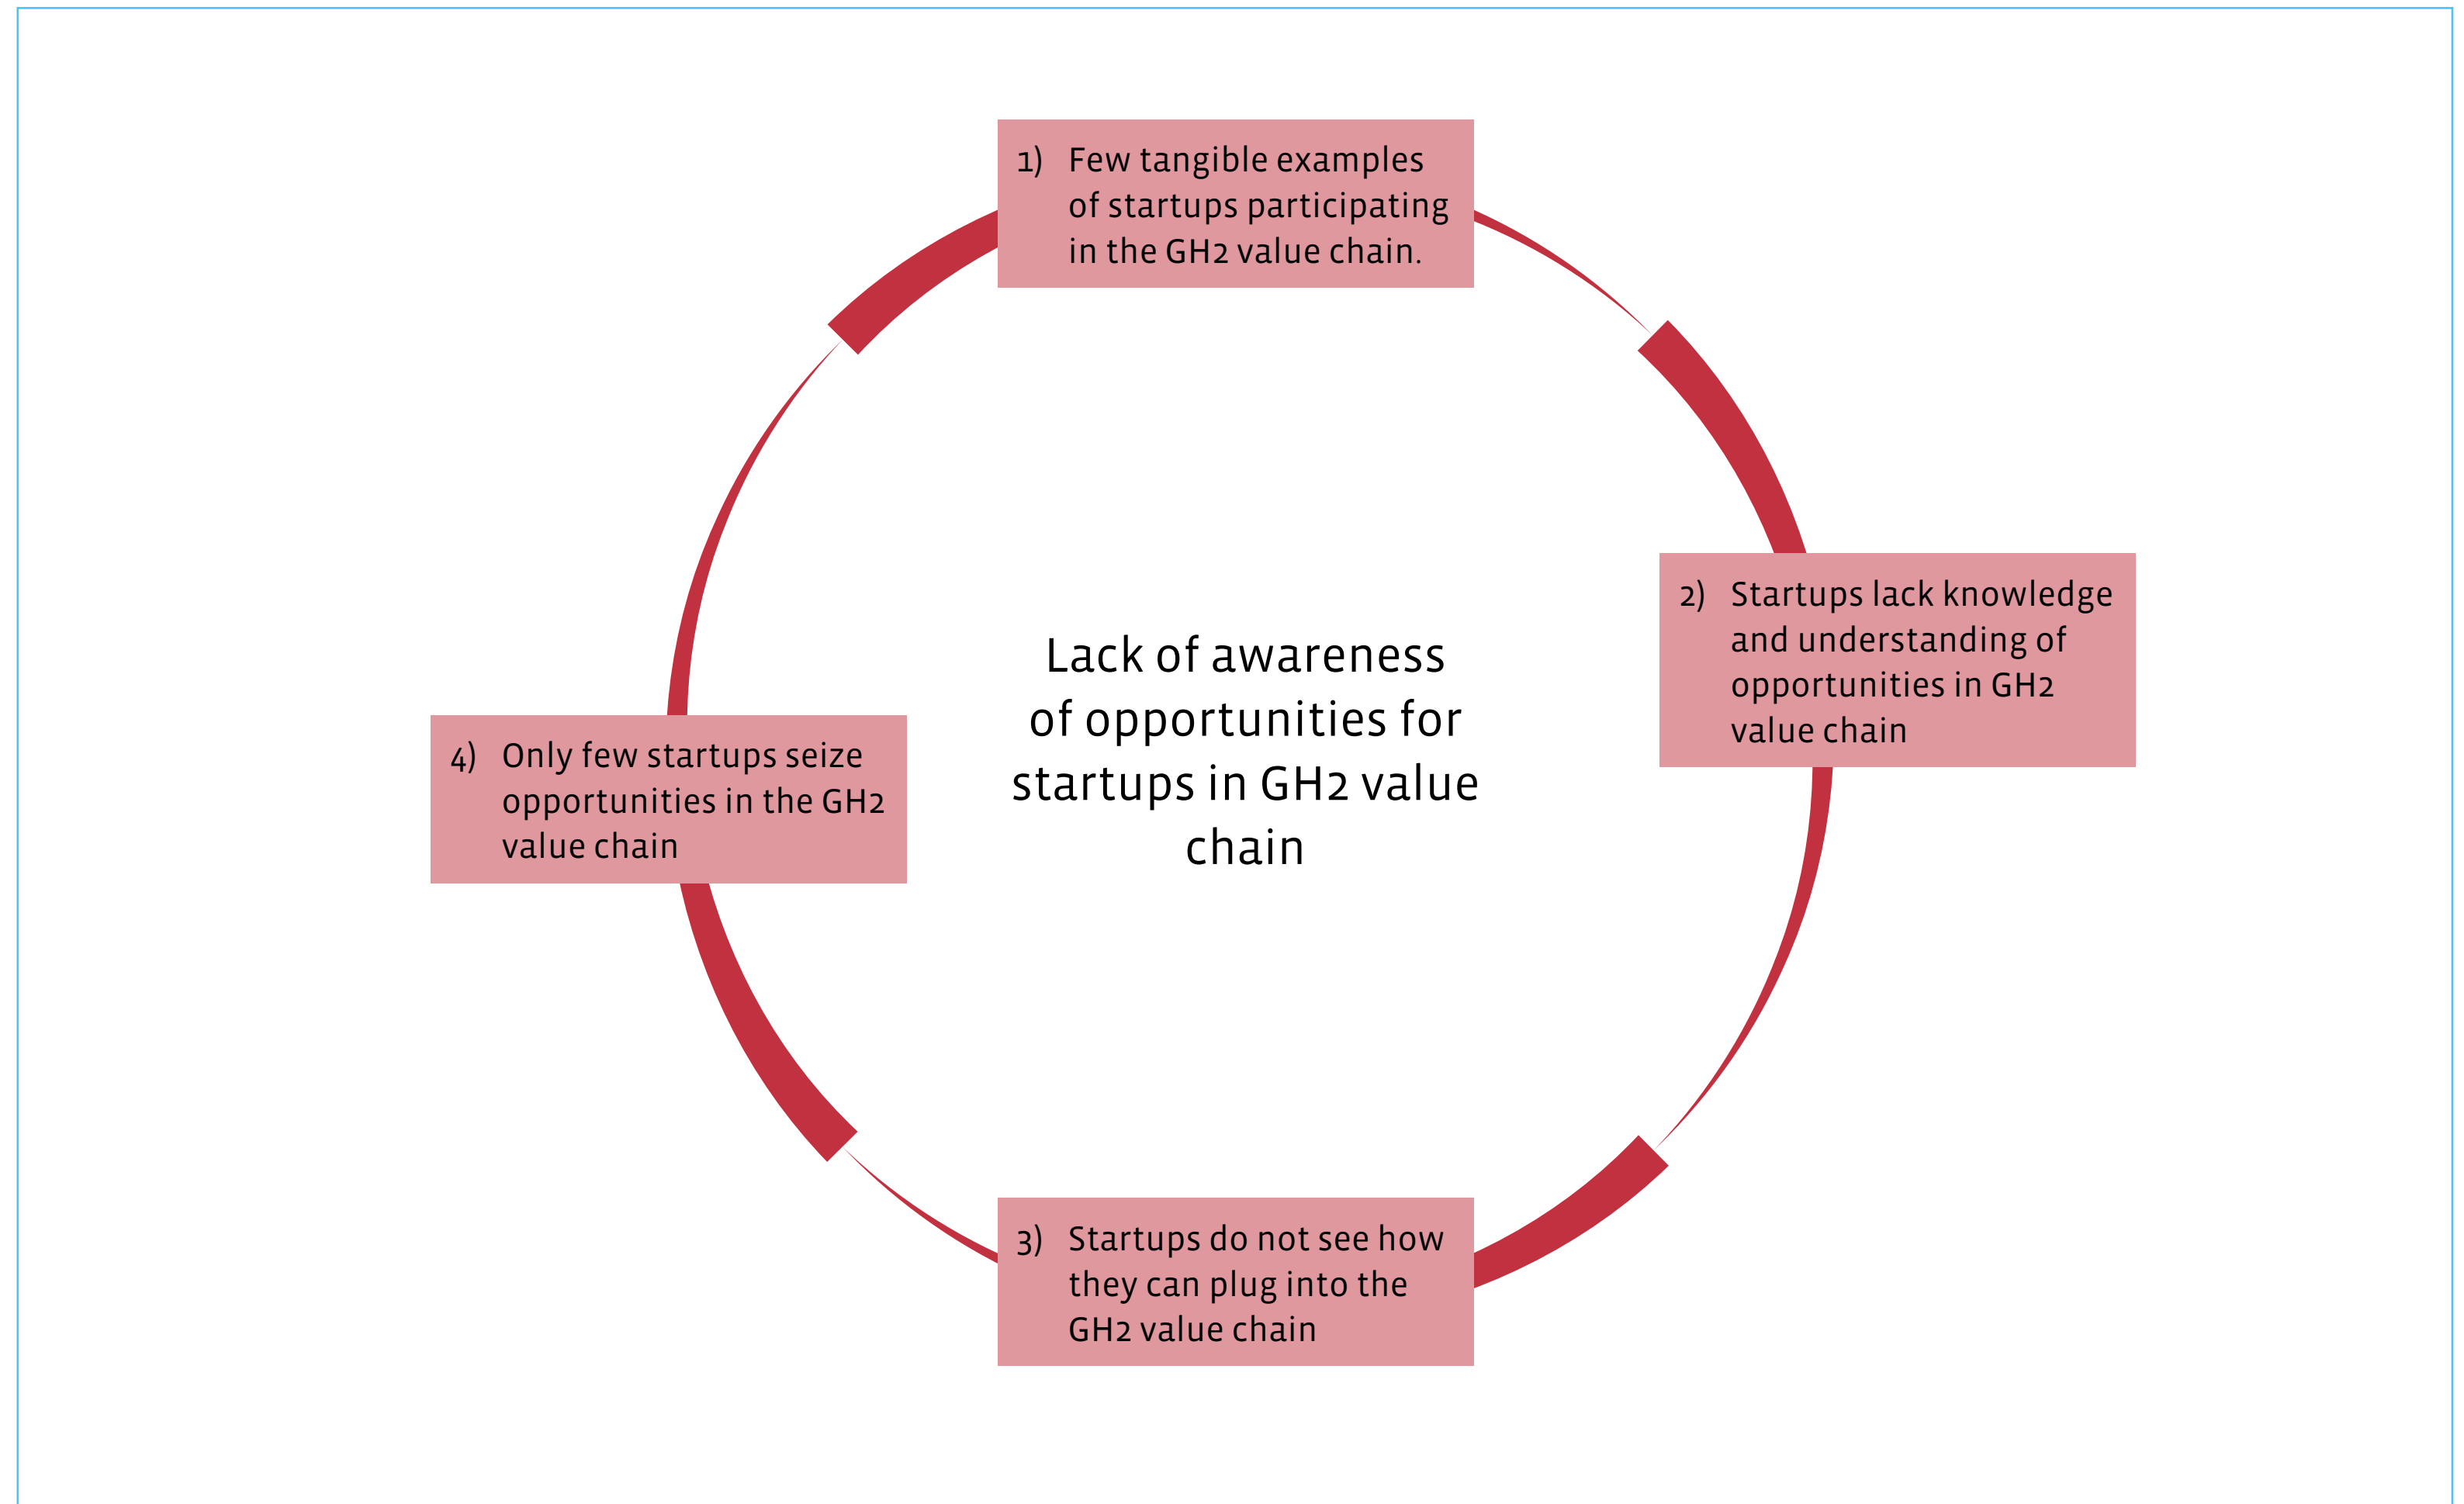 1) Few tangible examples
of startups participating
in the GH2 value chain.
2) Startups lack knowledge
and understanding of
opportunities in GH2
value chain
Lack of awareness
of opportunities for
startups in GH2 value
chain
4) Only few startups seize
opportunities in the GH2
value chain
3) Startups do not see how
they can plug into the
GH2 value chain